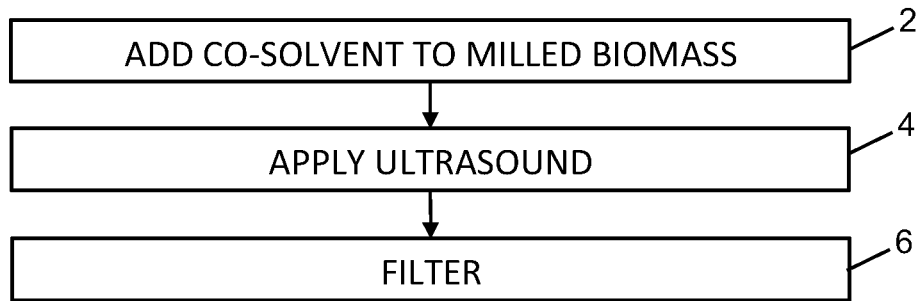 ADD CO-SOLVENT TO MILLED BIOMASS
2
APPLY ULTRASOUND
4
FILTER
6